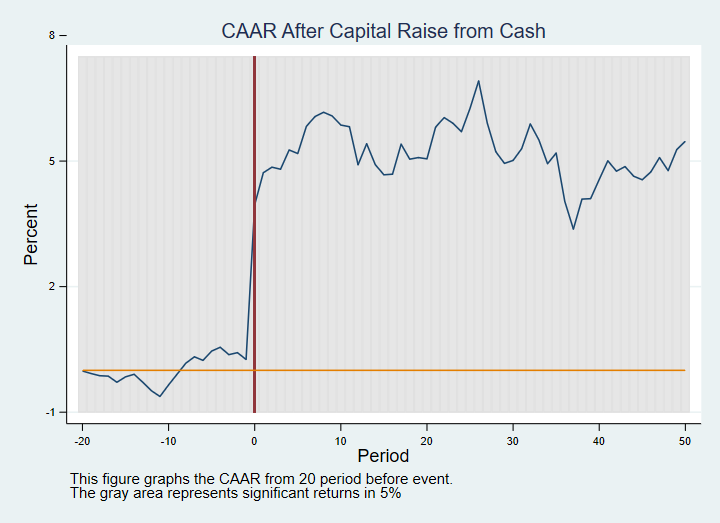 CAAR After Capital Raise from Cash
8
5
2
-1
Percent
-20 -10 0 10 20 30 40 50
Period
This figure graphs the CAAR from 20 period before event.
The gray area represents significant returns in 5%